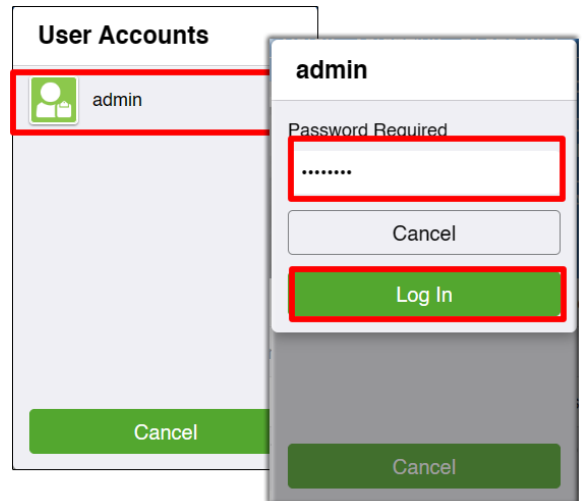 User Accounts
admin
Cancel
admin
Password Required
••••••••
Cancel
Log In
Cancel